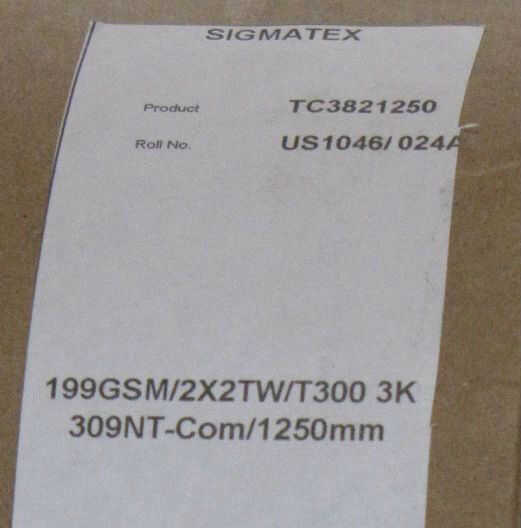 SIGMATEX
Product TC3821250
Roll No. US1046/ 024A
199GSM/2X2TW/T300 3K
309NT-Com/1250mm